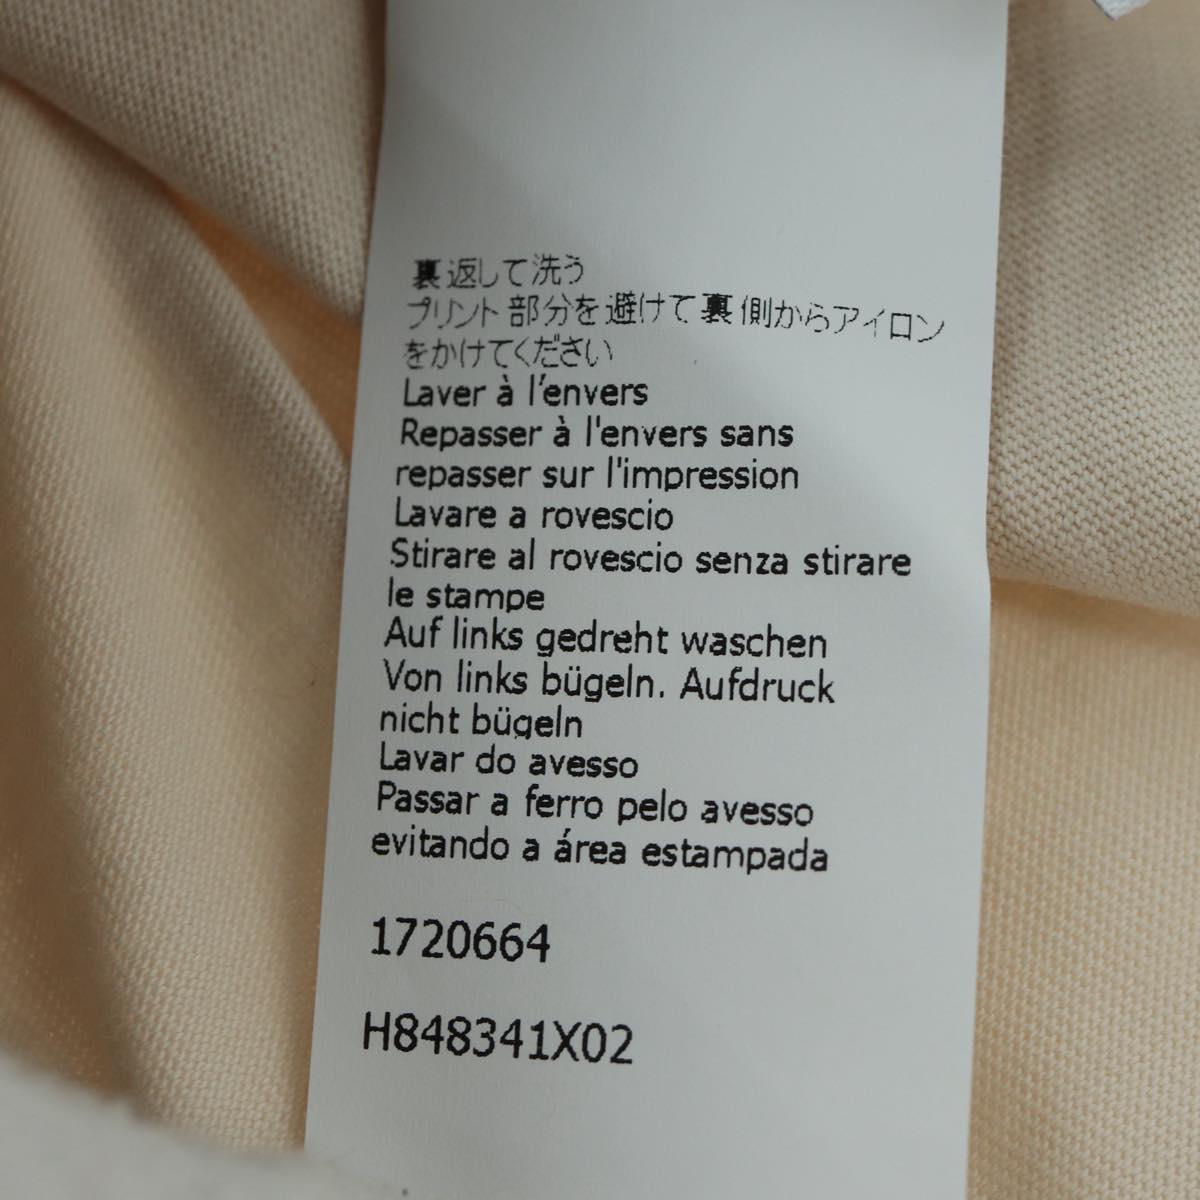 裏返して洗う
プリント部分を避けて裏側からアイロン
をかけてください
Laver à l'envers
Repasser à l'envers sans
repasser sur l'impression
Lavare a rovescio
Stirare al rovescio senza stirare
le stampe
Auf links gedreht waschen
Von links bügeln. Aufdruck
nicht bügeln
Lavar do avesso
Passar a ferro pelo avesso
evitando a área estampada
1720664
H848341X02